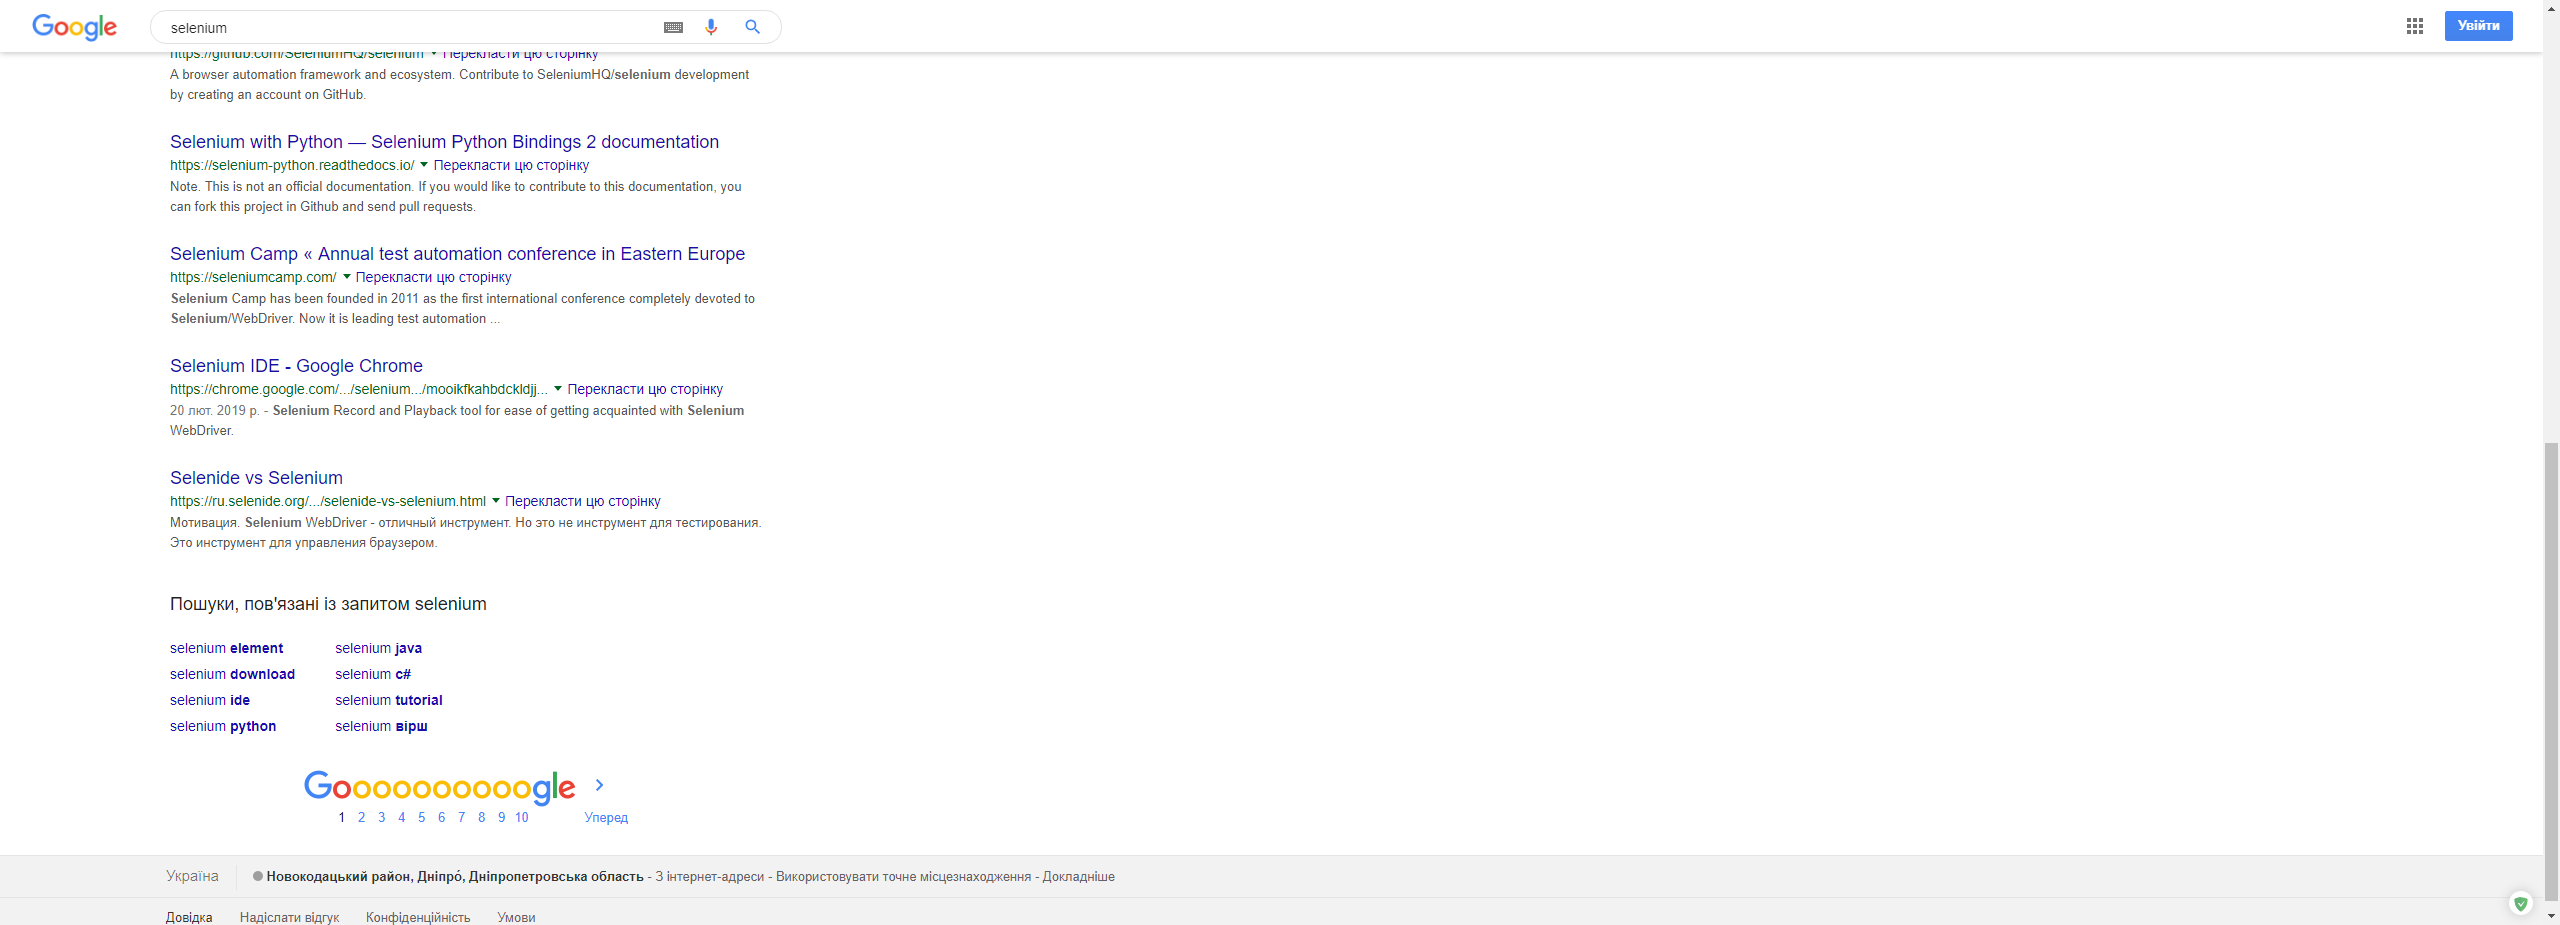 Google
selenium
Увійти
https://github.com/SeleniumHQ/selenium Перекласти цю сторінку
A browser automation framework and ecosystem. Contribute to SeleniumHQ/selenium development
by creating an account on GitHub.
Selenium with Python — Selenium Python Bindings 2 documentation
https://selenium-python.readthedocs.io/ Перекласти цю сторінку
Note. This is not an official documentation. If you would like to contribute to this documentation, you
can fork this project in Github and send pull requests.
Selenium Camp « Annual test automation conference in Eastern Europe
https://seleniumcamp.com/ Перекласти цю сторінку
Selenium Camp has been founded in 2011 as the first international conference completely devoted to
Selenium/WebDriver. Now it is leading test automation ...
Selenium IDE - Google Chrome
https://chrome.google.com/.../selenium.../mooikfkahbdckldjj... Перекласти цю сторінку
20 лют. 2019 р. - Selenium Record and Playback tool for ease of getting acquainted with Selenium
WebDriver.
Selenide vs Selenium
https://ru.selenide.org/.../selenide-vs-selenium.html Перекласти цю сторінку
Мотивация. Selenium WebDriver - отличный инструмент. Но это не инструмент для тестирования.
Это инструмент для управления браузером.
Пошуки, пов'язані із запитом selenium
selenium element selenium java
selenium download selenium c#
selenium ide selenium tutorial
selenium python selenium вірш
Goooooooooogle
1 2 3 4 5 6 7 8 9 10 Уперед
Україна Новокодацький район, Дніпро́, Дніпропетровська область - З інтернет-адреси - Використовувати точне місцезнаходження - Докладніше
Довідка Надіслати відгук Конфіденційність Умови